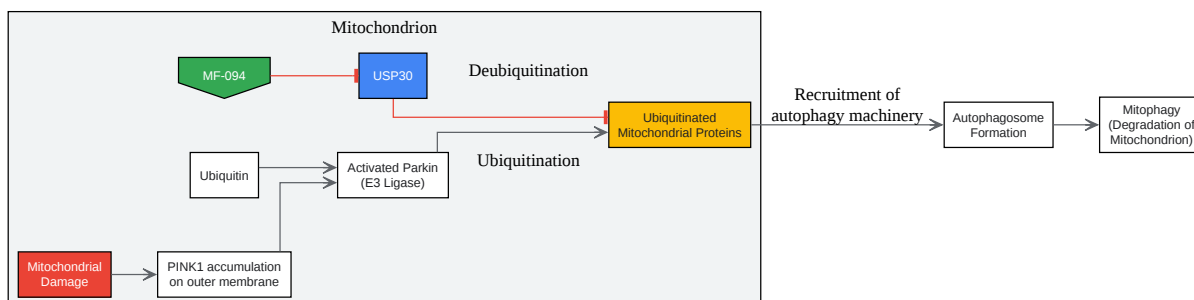 Mitochondrion
MF-094
USP30
Deubiquitination
Ubiquitinated
Mitochondrial Proteins
Recruitment of
autophagy machinery
Autophagosome
Formation
Mitophagy
(Degradation of
Mitochondrion)
Ubiquitination
Ubiquitin
Activated Parkin
(E3 Ligase)
Mitochondrial
Damage
PINK1 accumulation
on outer membrane